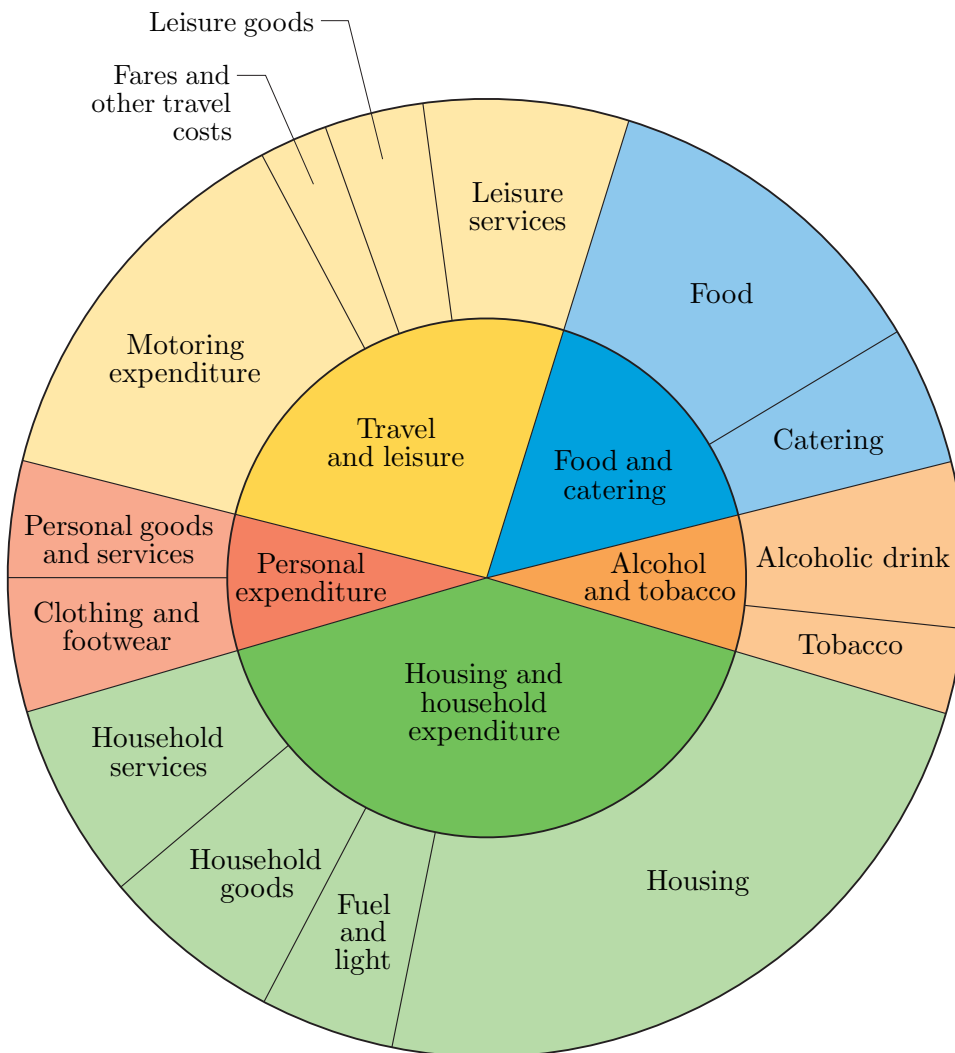 Leisure goods
Fares and
other travel
costs
Leisure
services
Food
Motoring
expenditure
Travel
and leisure
Food and
catering
Catering
Personal goods
and services
Personal
expenditure
Alcohol
and tobacco
Alcoholic drink
Clothing and
footwear
Tobacco
Housing and
household
expenditure
Household
services
Household
goods
Fuel
and
light
Housing